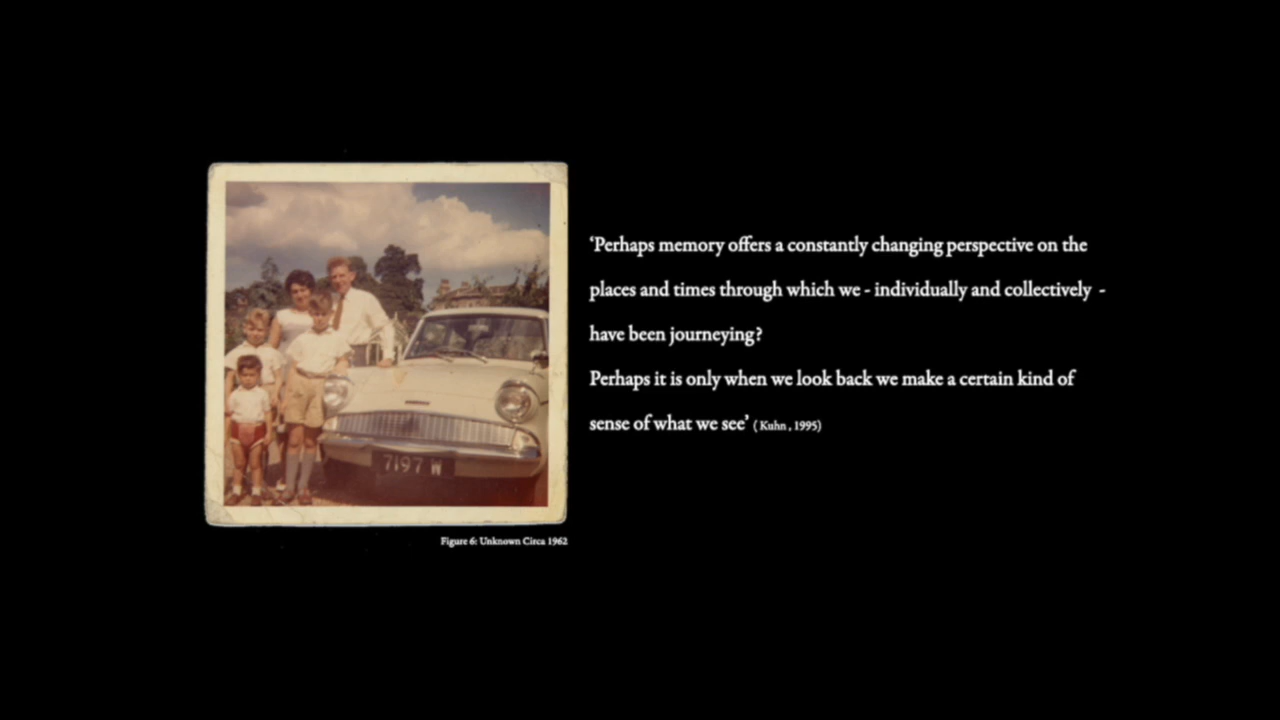 ‘Perhaps memory offers a constantly changing perspective on the
places and times through which we - individually and collectively -
have been journeying?
Perhaps it is only when we look back we make a certain kind of
sense of what we see’ ( Kuhn , 1995)
7197 W
Figure 6: Unknown Circa 1962